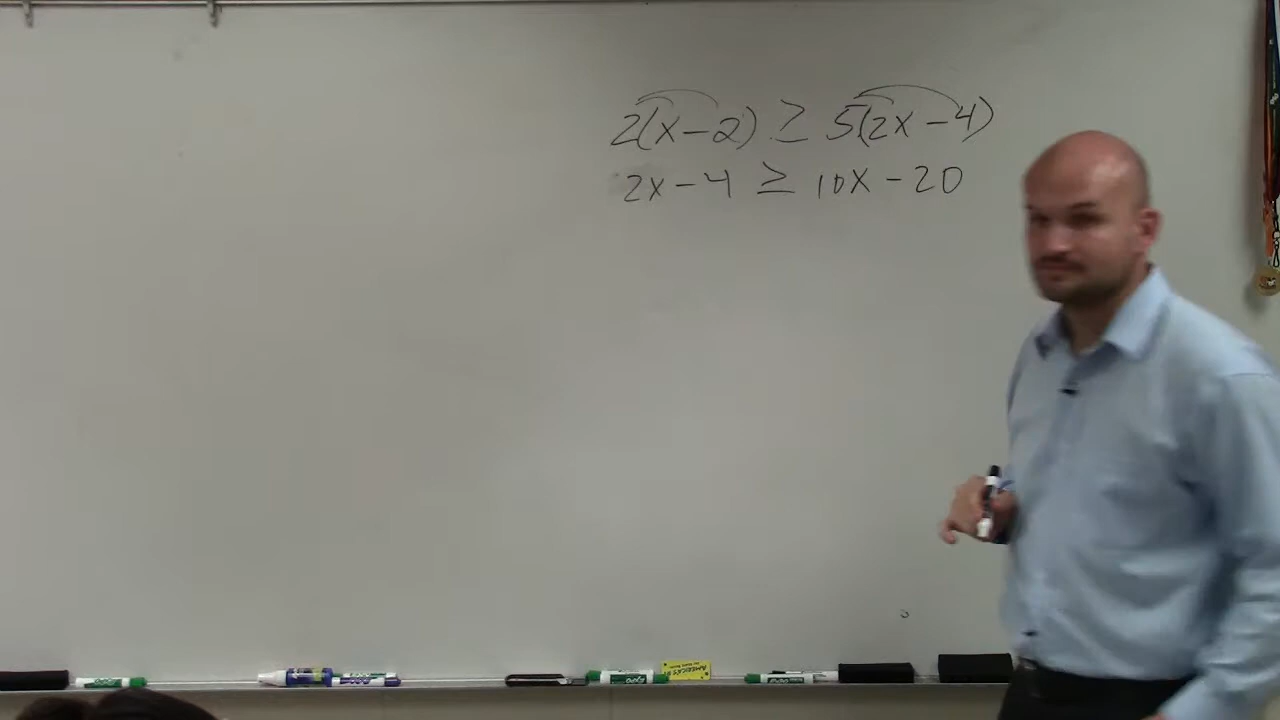 2(x-2) ≥ 5(2x-4)
2x-4 ≥ 10x-20